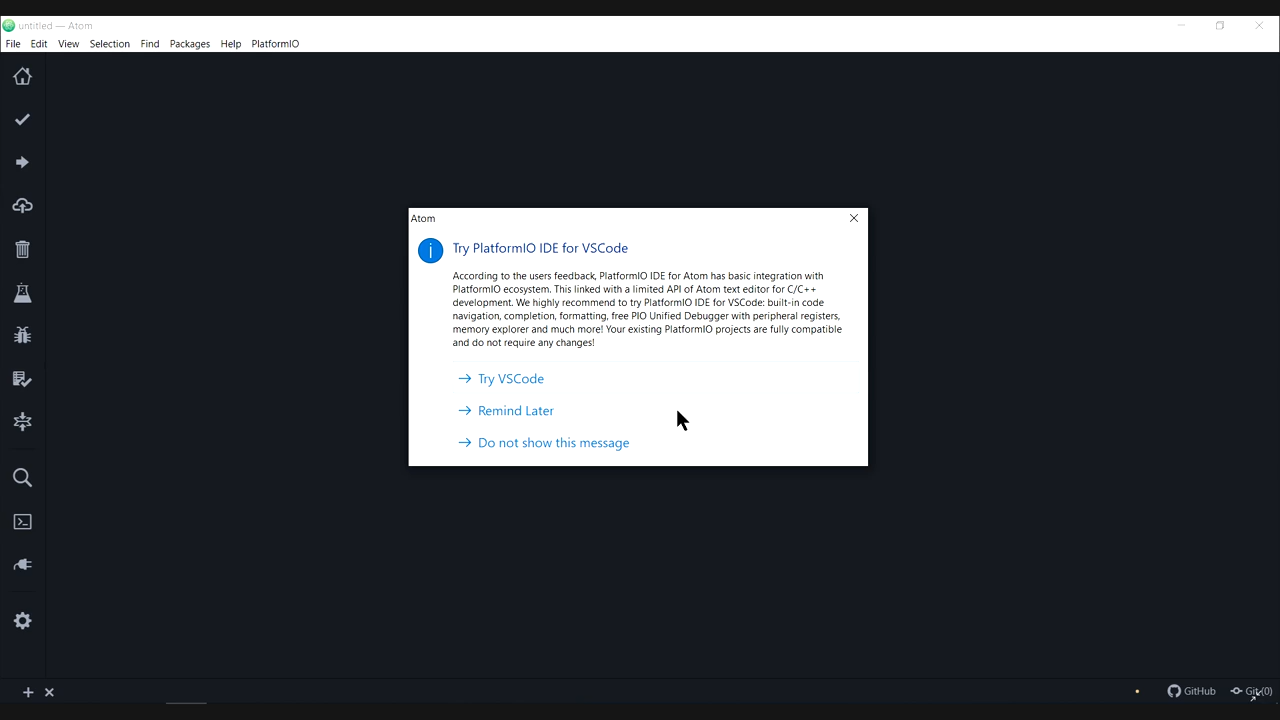 untitled — Atom
File Edit View Selection Find Packages Help PlatformIO
Atom
Try PlatformIO IDE for VSCode
According to the users feedback, PlatformIO IDE for Atom has basic integration with
PlatformIO ecosystem. This linked with a limited API of Atom text editor for C/C++
development. We highly recommend to try PlatformIO IDE for VSCode: built-in code
navigation, completion, formatting, free PIO Unified Debugger with peripheral registers,
memory explorer and much more! Your existing PlatformIO projects are fully compatible
and do not require any changes!
Try VSCode
Remind Later
Do not show this message
GitHub Git (0)